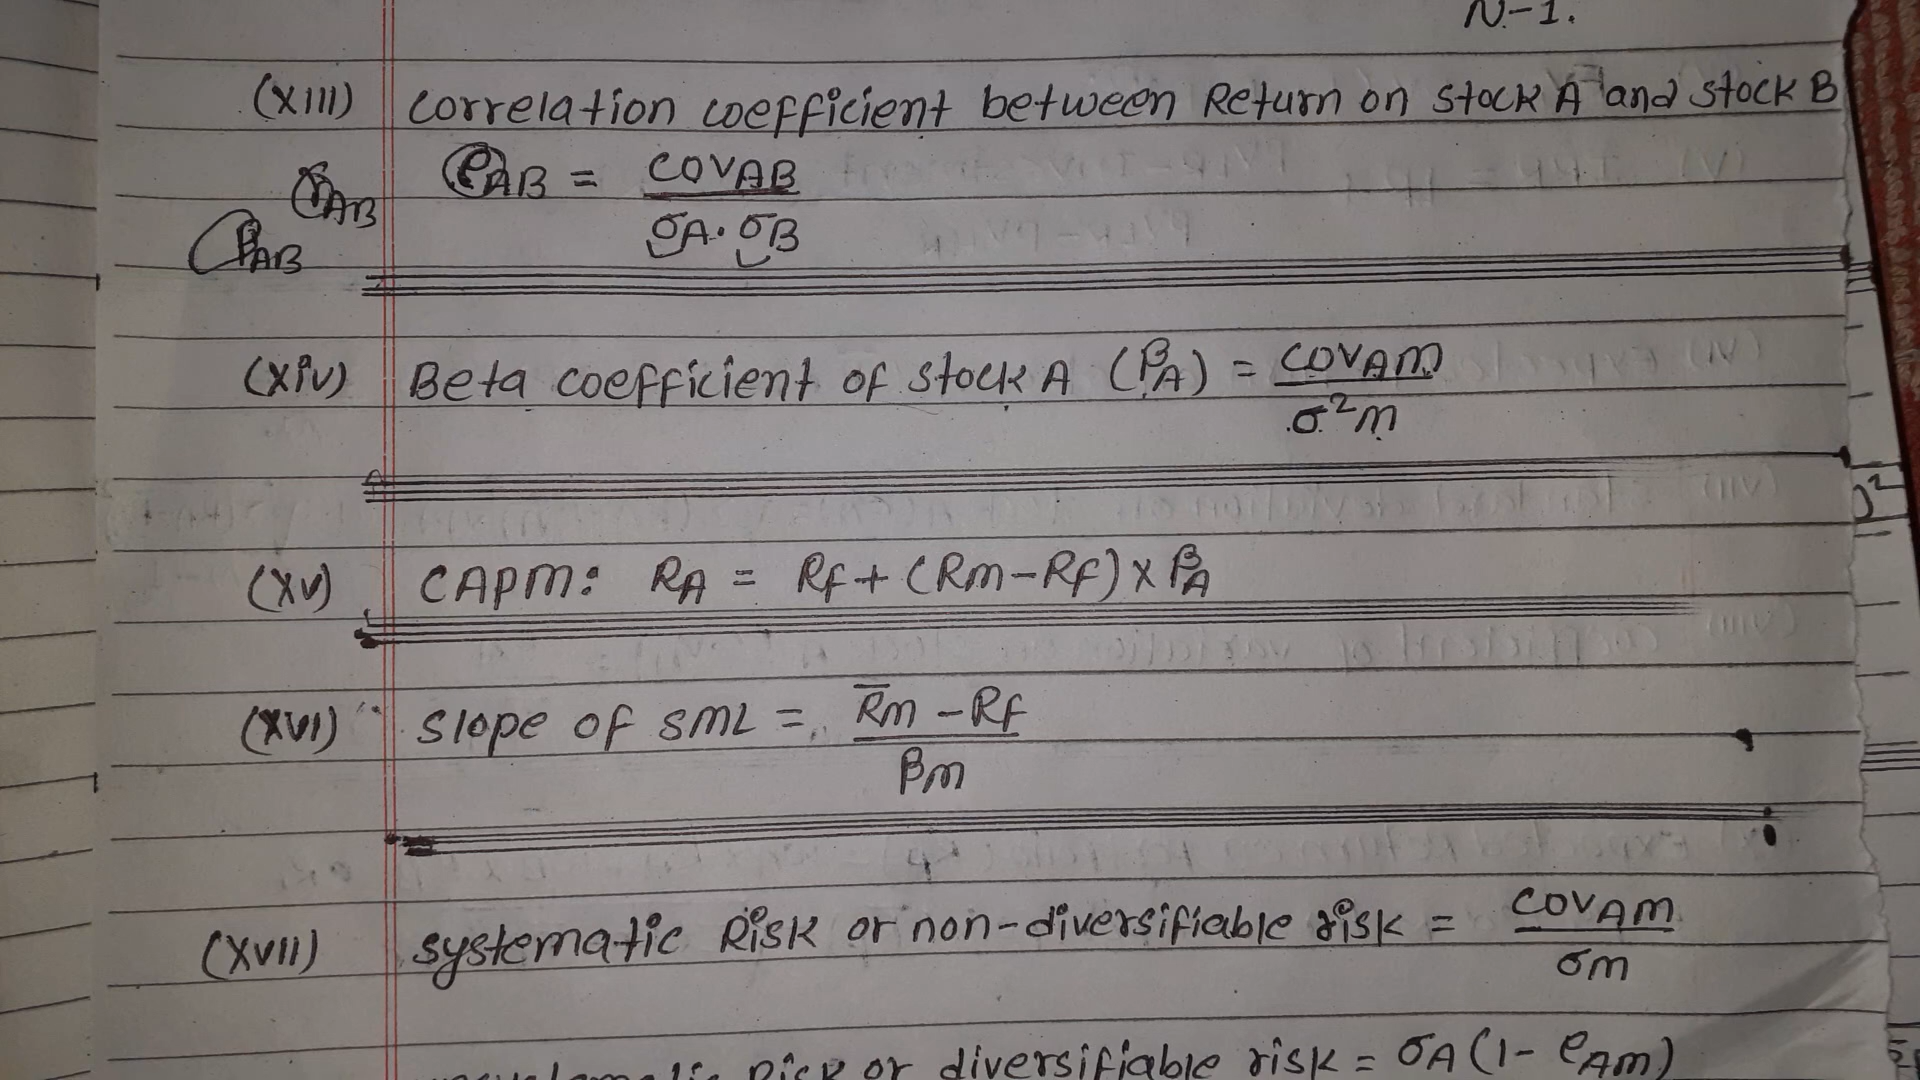 N-1.
(XIII) Correlation coefficient between Return on stock A and stock B
ρAB = COVAB / σA.σB
ρAB
(xiv) Beta coefficient of stock A (βA) = COVAM / σ²m
(XV) CAPM: RA = Rf + (Rm-Rf) x βA
(XVI) slope of SML = R̅m - Rf / βm
(XVII) systematic Risk or non-diversifiable risk = COVAM / σm
Risk or diversifiable risk = σA (1- ρAm)